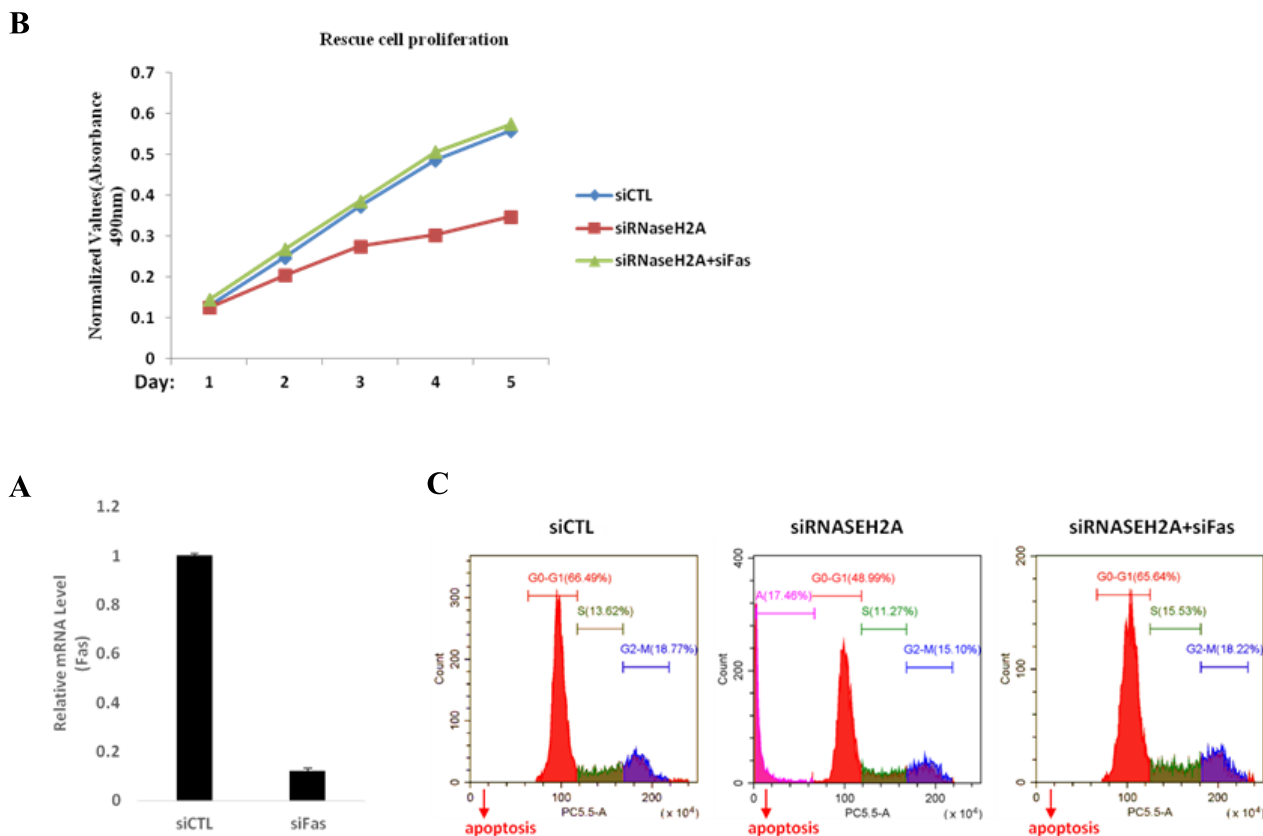 B
Rescue cell proliferation
Normalized Values(Absorbance
490nm)
0.7
0.6
0.5
0.4
0.3
0.2
0.1
0
Day: 1 2 3 4 5
siCTL
siRNaseH2A
siRNaseH2A+siFas
A
Relative mRNA Level
(Fas)
1.2
1
0.8
0.6
0.4
0.2
0
siCTL siFas
C
siCTL
Count
300
200
100
0
G0-G1(66.49%)
S(13.62%)
G2-M(18.77%)
100 200
PC5.5-A (x 10⁴)
apoptosis
siRNASEH2A
Count
400
200
0
A(17.46%)
G0-G1(48.99%)
S(11.27%)
G2-M(15.10%)
100 200
PC5.5-A (x 10⁴)
apoptosis
siRNASEH2A+siFas
Count
200
100
0
G0-G1(65.64%)
S(15.53%)
G2-M(18.22%)
100 200
PC5.5-A (x 10⁴)
apoptosis